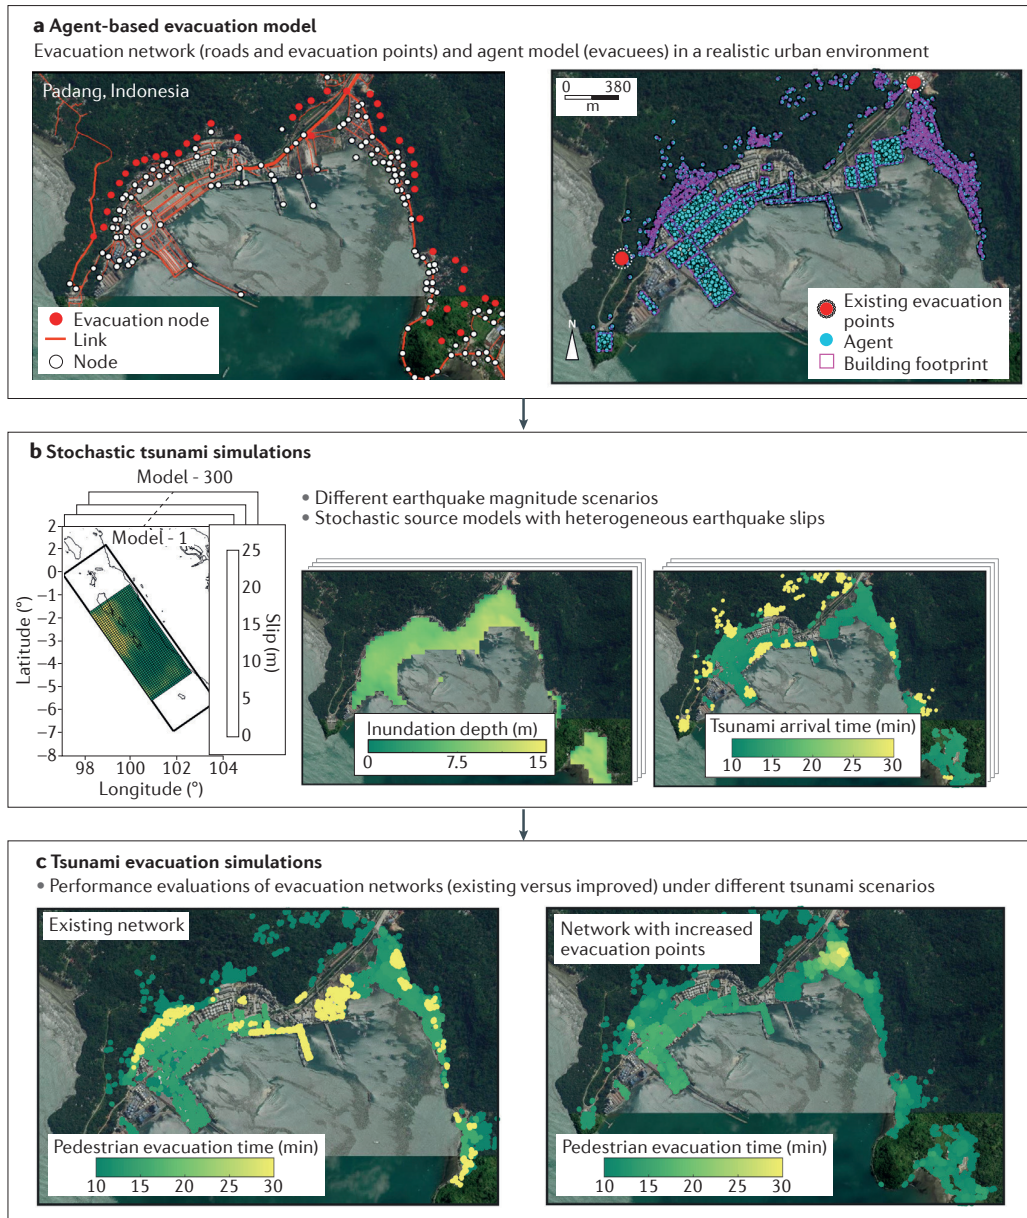 a Agent-based evacuation model
Evacuation network (roads and evacuation points) and agent model (evacuees) in a realistic urban environment
Padang, Indonesia
Evacuation node
Link
Node
0 380
m
N
Existing evacuation
points
Agent
Building footprint
b Stochastic tsunami simulations
Model - 300
Model - 1
2
2
0
−1
−2
−3
−4
−5
−6
−7
−8
Latitude (°)
98 100 102 104
Longitude (°)
25
20
15
10
5
0
Slip (m)
• Different earthquake magnitude scenarios
• Stochastic source models with heterogeneous earthquake slips
Inundation depth (m)
0 7.5 15
Tsunami arrival time (min)
10 15 20 25 30
c Tsunami evacuation simulations
• Performance evaluations of evacuation networks (existing versus improved) under different tsunami scenarios
Existing network
Pedestrian evacuation time (min)
10 15 20 25 30
Network with increased
evacuation points
Pedestrian evacuation time (min)
10 15 20 25 30